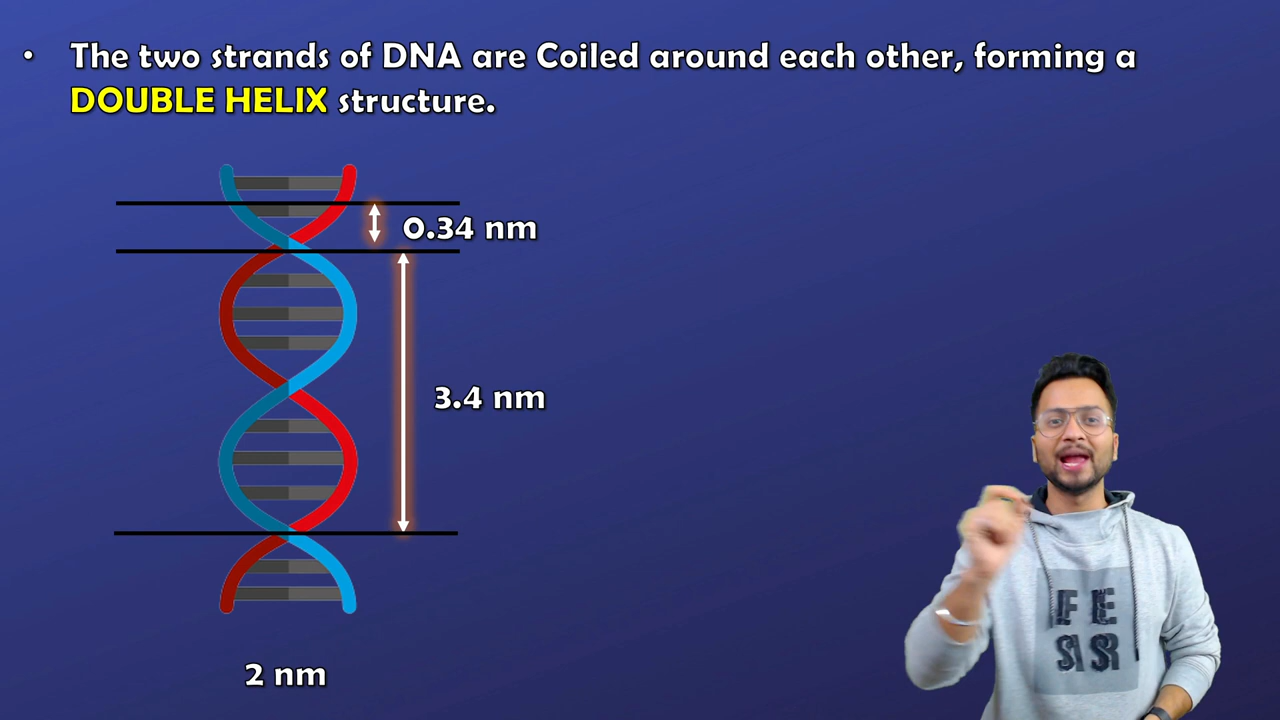 • The two strands of DNA are Coiled around each other, forming a
DOUBLE HELIX structure.
0.34 nm
3.4 nm
2 nm